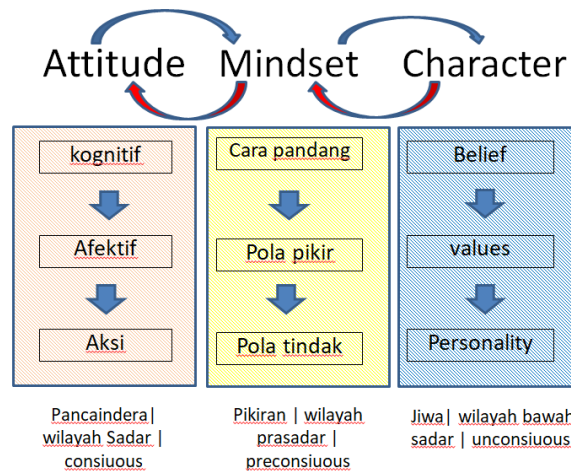 Attitude Mindset Character
kognitif
Afektif
Aksi
Cara pandang
Pola pikir
Pola tindak
Belief
values
Personality
Pancaindera|
wilayah Sadar |
consiuous
Pikiran | wilayah
prasadar |
preconsiuous
Jiwa| wilayah bawah
sadar | unconsiuous